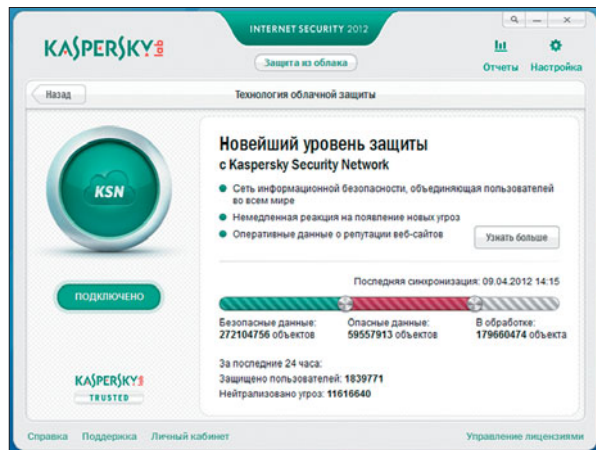 INTERNET SECURITY 2012
KASPERSKY lab
Защита из облака
Отчеты
Настройка
Назад
Технология облачной защиты
KSN
ПОДКЛЮЧЕНО
KASPERSKY lab
TRUSTED
Новейший уровень защиты
с Kaspersky Security Network
Сеть информационной безопасности, объединяющая пользователей
во всем мире
Немедленная реакция на появление новых угроз
Оперативные данные о репутации веб-сайтов
Узнать больше
Последняя синхронизация: 09.04.2012 14:15
Безопасные данные:
272104756 объектов
Опасные данные:
59557913 объектов
В обработке:
179660474 объекта
За последние 24 часа:
Защищено пользователей: 1839771
Нейтрализовано угроз: 11616640
Справка Поддержка Личный кабинет
Управление лицензиями